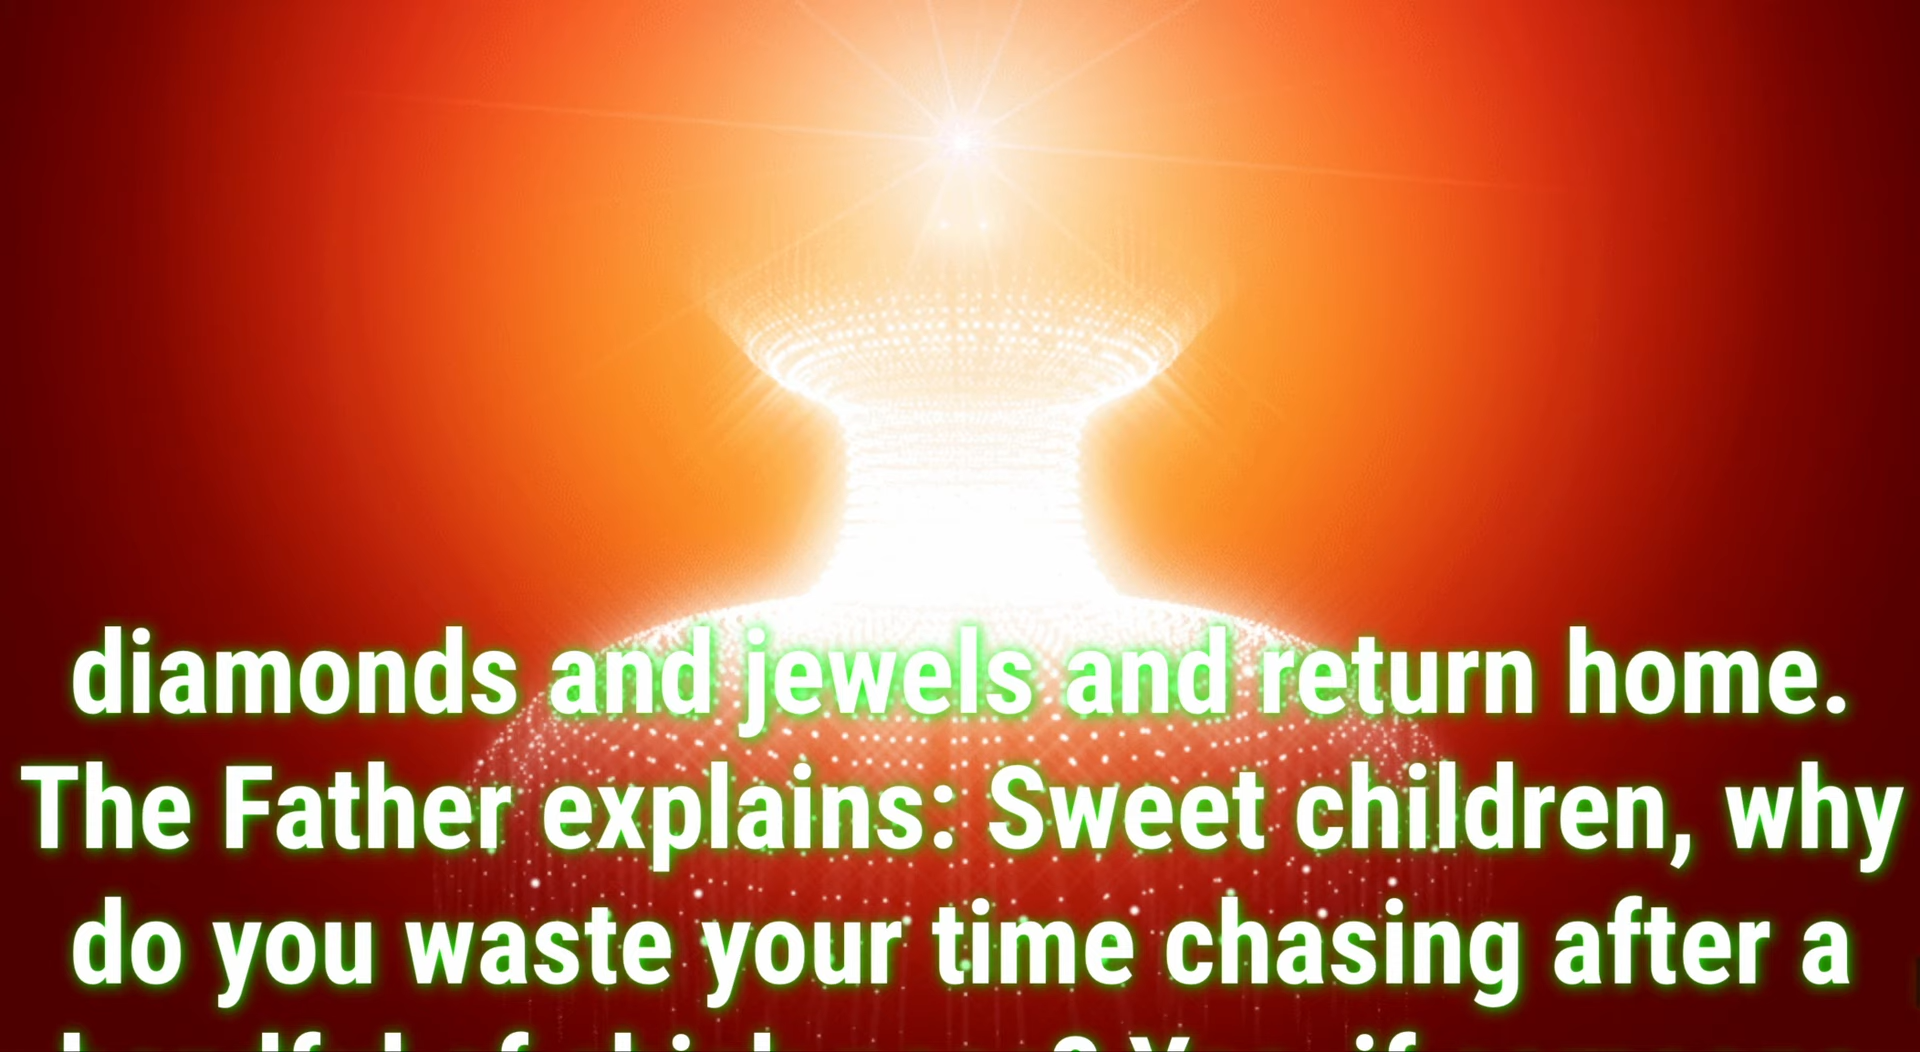 diamonds and jewels and return home.
The Father explains: Sweet children, why
do you waste your time chasing after a